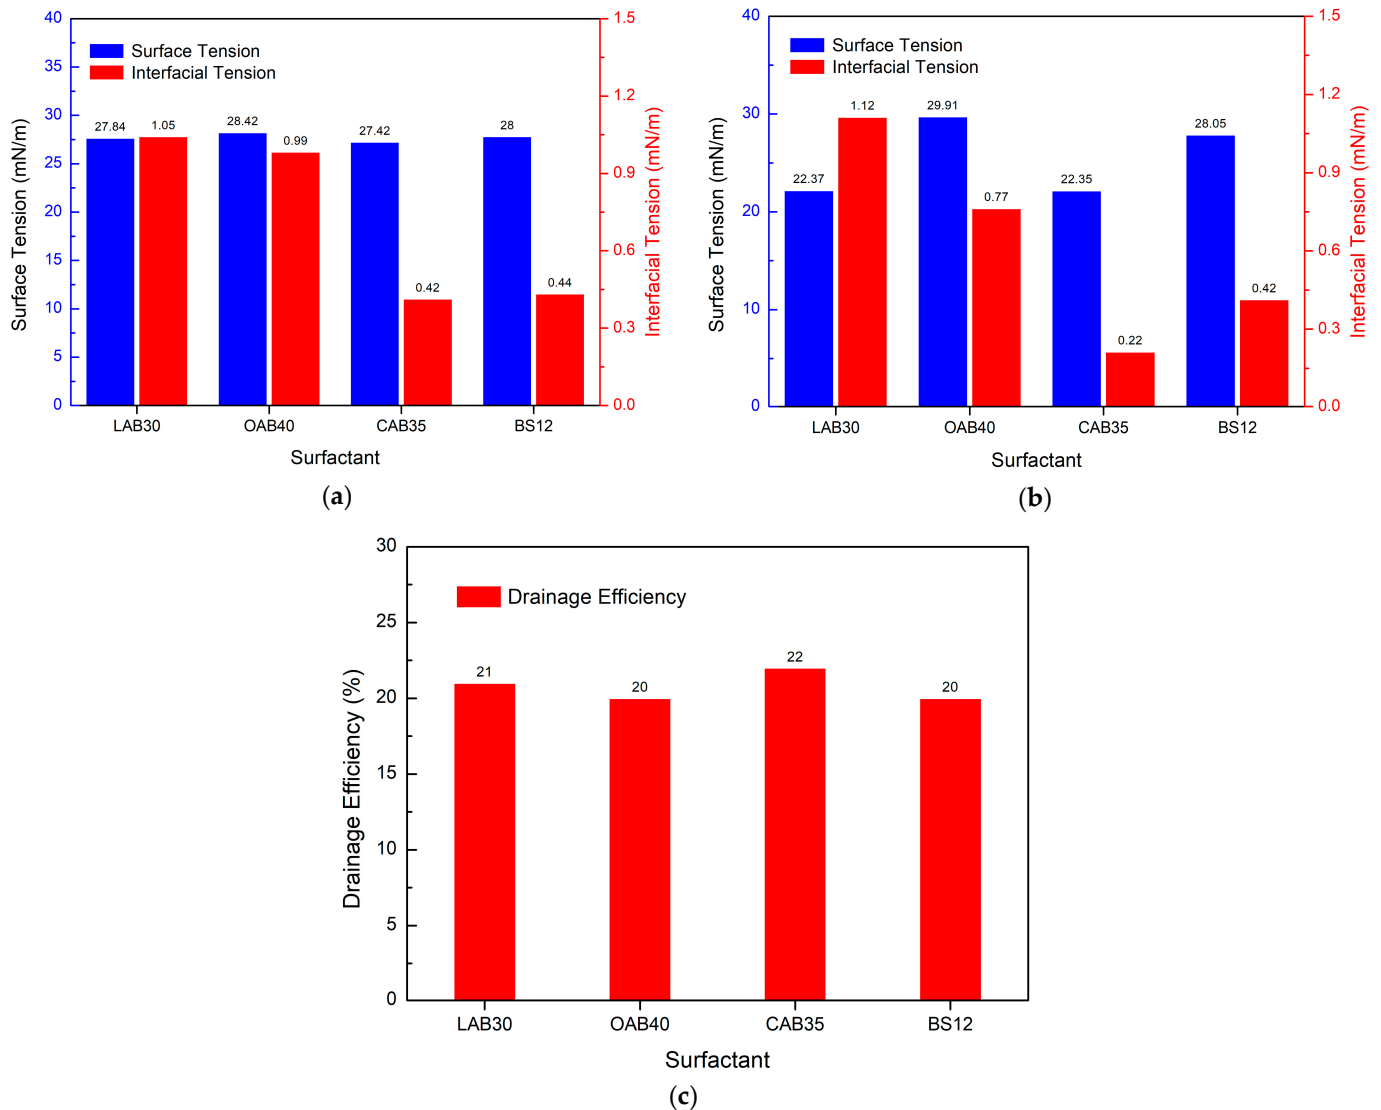 40
35
30
25
20
15
10
5
0
Surface Tension (mN/m)
Surface Tension
Interfacial Tension
27.84
1.05
28.42
0.99
27.42
0.42
28
0.44
1.5
1.2
0.9
0.6
0.3
0.0
Interfacial Tension (mN/m)
LAB30 OAB40 CAB35 BS12
Surfactant
(a)
40
30
20
10
0
Surface Tension (mN/m)
Surface Tension
Interfacial Tension
22.37
1.12
29.91
0.77
22.35
0.22
28.05
0.42
1.5
1.2
0.9
0.6
0.3
0.0
Interfacial Tension (mN/m)
LAB30 OAB40 CAB35 BS12
Surfactant
(b)
30
25
20
15
10
5
0
Drainage Efficiency (%)
Drainage Efficiency
21
20
22
20
LAB30 OAB40 CAB35 BS12
Surfactant
(c)